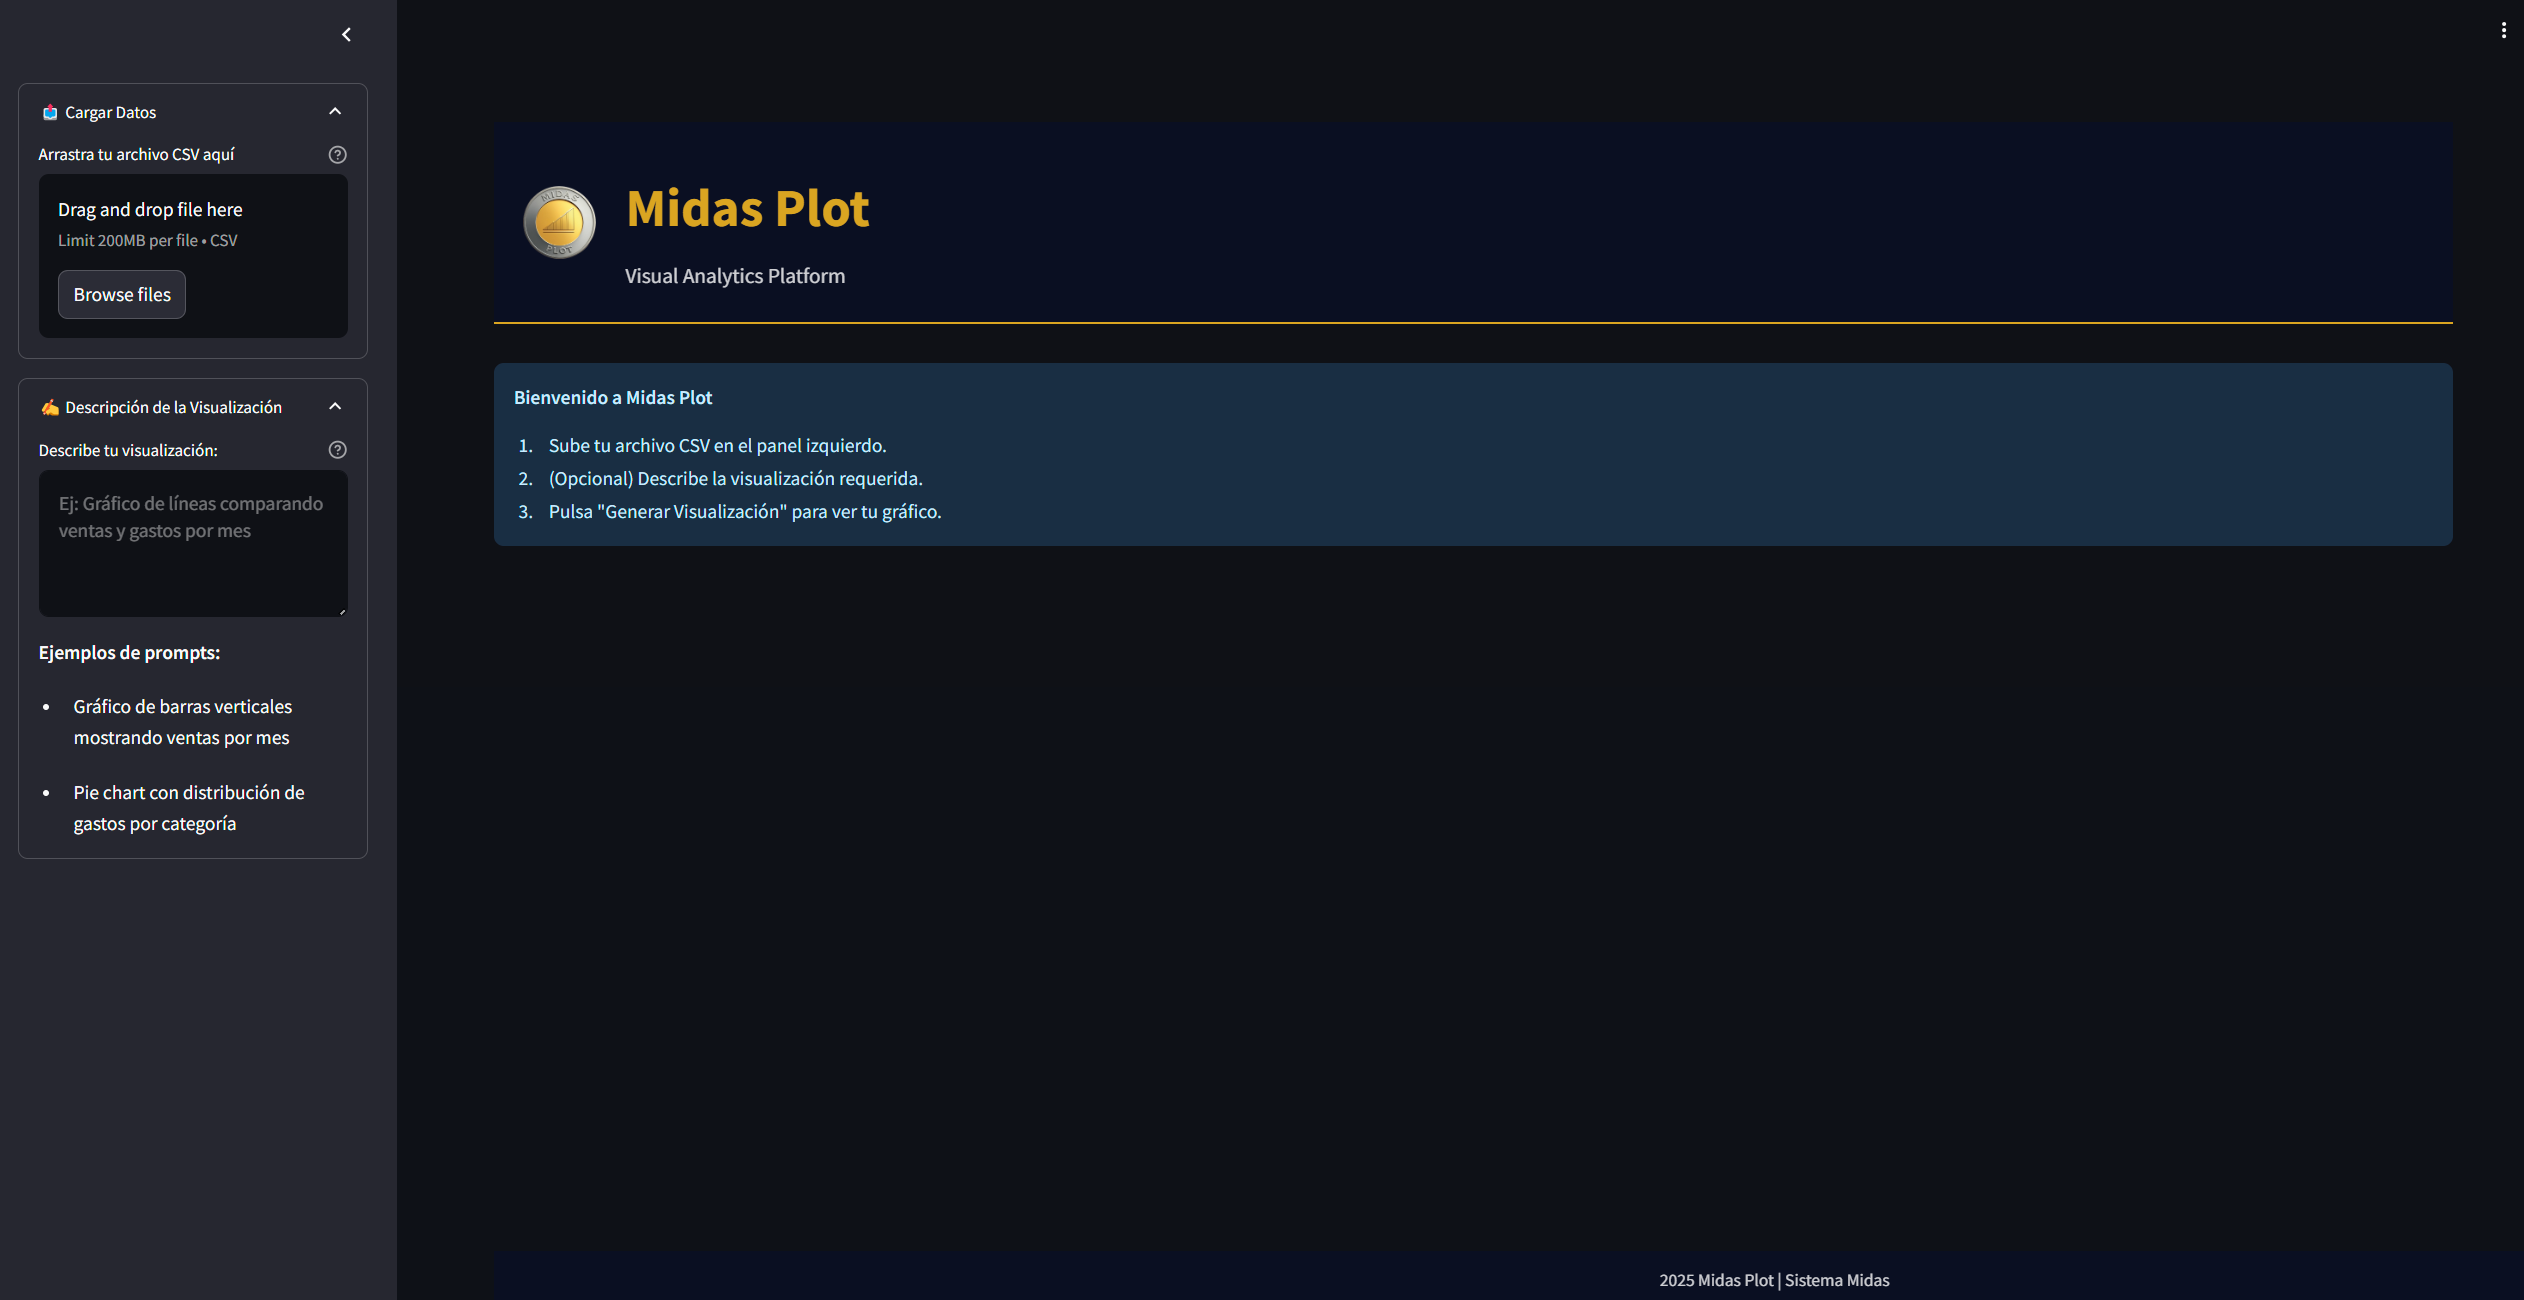 Cargar Datos
Arrastra tu archivo CSV aquí
Drag and drop file here
Limit 200MB per file • CSV
Browse files
Descripción de la Visualización
Describe tu visualización:
Ej: Gráfico de líneas comparando
ventas y gastos por mes
Ejemplos de prompts:
• Gráfico de barras verticales
mostrando ventas por mes
• Pie chart con distribución de
gastos por categoría
MIDAS
PLOT
Midas Plot
Visual Analytics Platform
Bienvenido a Midas Plot
1. Sube tu archivo CSV en el panel izquierdo.
2. (Opcional) Describe la visualización requerida.
3. Pulsa "Generar Visualización" para ver tu gráfico.
2025 Midas Plot | Sistema Midas